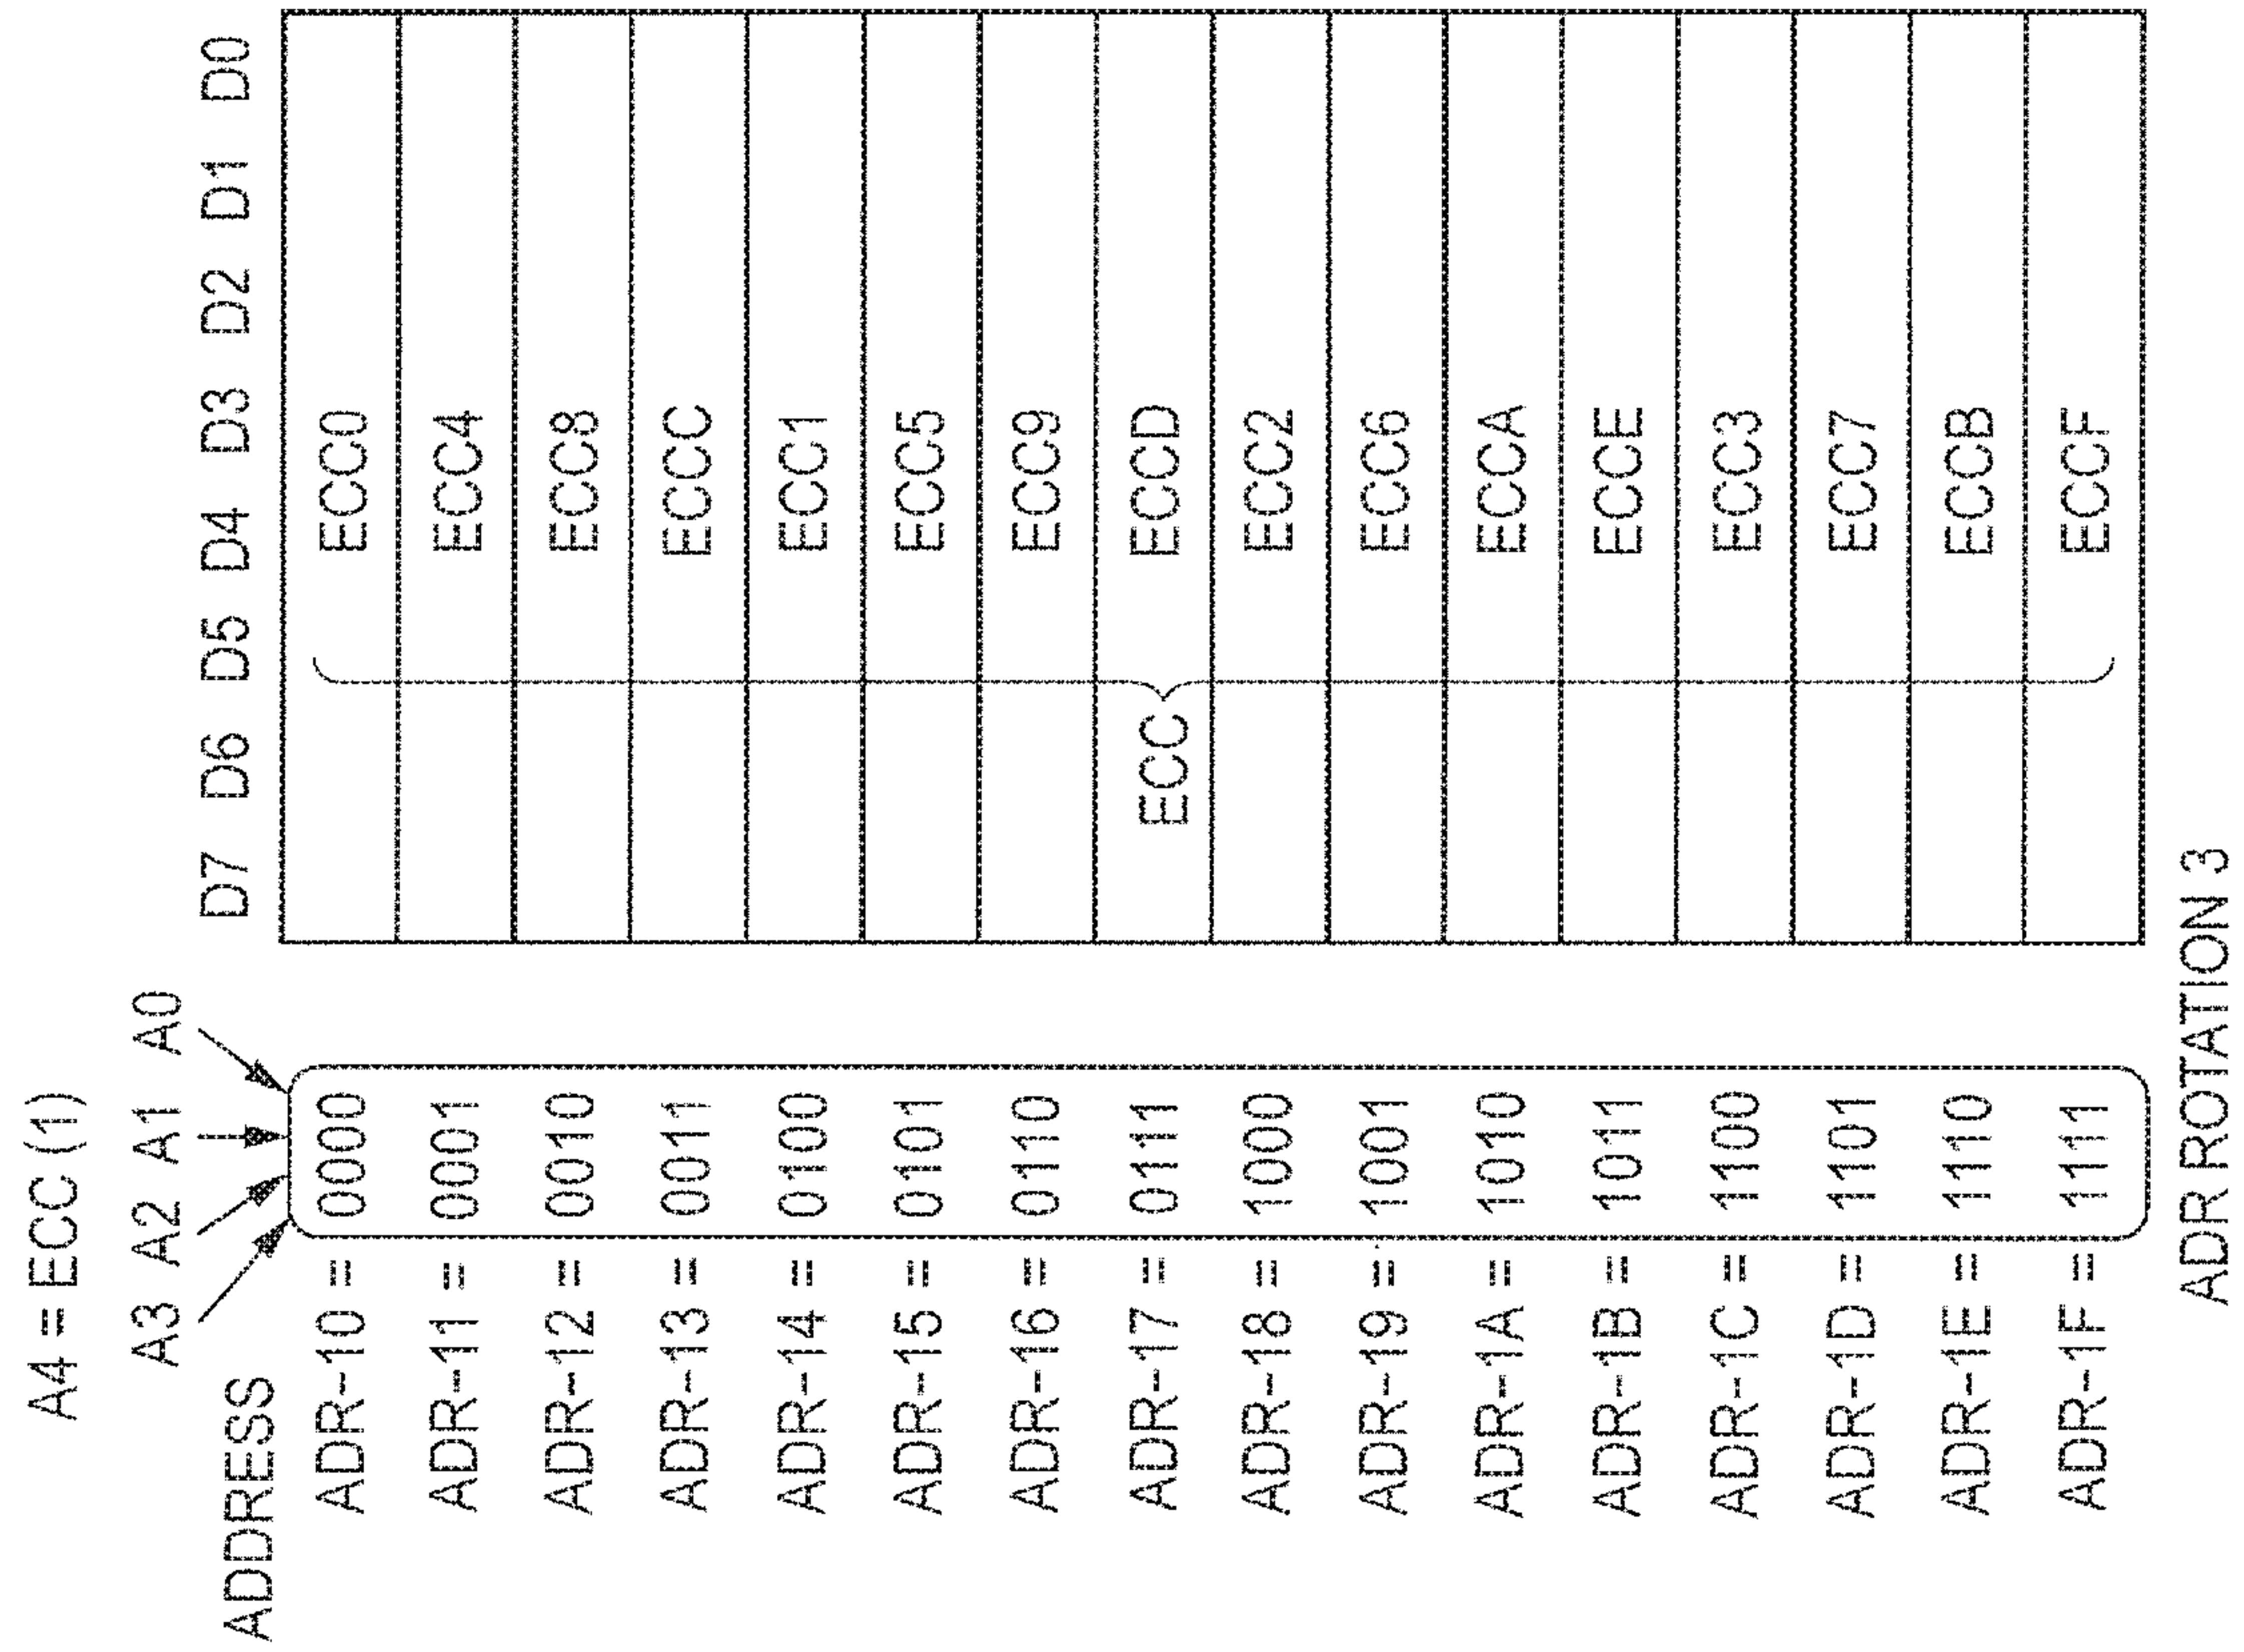 A4 = ECC (1)
A3 A2 A1 A0
ADDRESS D7 D6 D5 D4 D3 D2 D1 D0
ADR-10 = 0000 ECC0
ADR-11 = 0001 ECC4
ADR-12 = 0010 ECC8
ADR-13 = 0011 ECCC
ADR-14 = 0100 ECC1
ADR-15 = 0101 ECC5
ADR-16 = 0110 ECC9
ADR-17 = 0111 ECC ECCD
ADR-18 = 1000 ECC2
ADR-19 = 1001 ECC6
ADR-1A = 1010 ECCA
ADR-1B = 1011 ECCE
ADR-1C = 1100 ECC3
ADR-1D = 1101 ECC7
ADR-1E = 1110 ECCB
ADR-1F = 1111 ECCF
ADR ROTATION 3